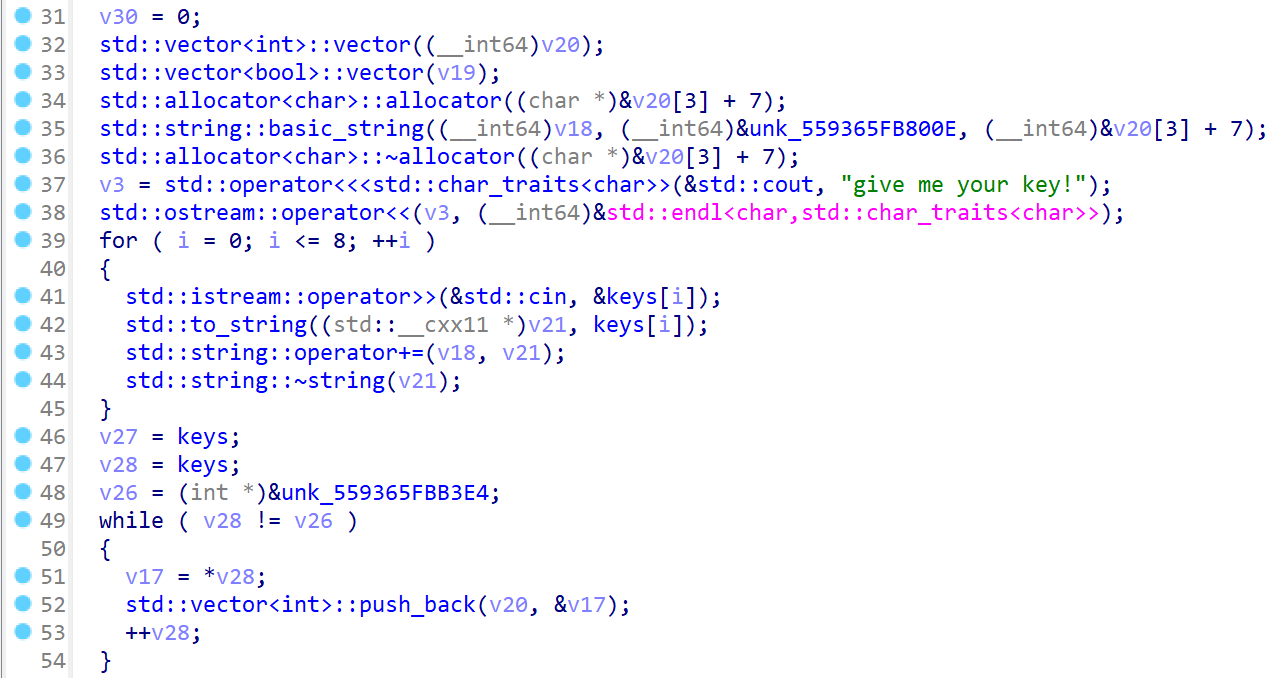 31 v30 = 0;
32 std::vector<int>::vector((__int64)v20);
33 std::vector<bool>::vector(v19);
34 std::allocator<char>::allocator((char *)&v20[3] + 7);
35 std::string::basic_string((__int64)v18, (__int64)&unk_559365FB800E, (__int64)&v20[3] + 7);
36 std::allocator<char>::~allocator((char *)&v20[3] + 7);
37 v3 = std::operator<<<std::char_traits<char>>(&std::cout, "give me your key!");
38 std::ostream::operator<<(v3, (__int64)&std::endl<char,std::char_traits<char>>);
39 for ( i = 0; i <= 8; ++i )
40 {
41 std::istream::operator>>(&std::cin, &keys[i]);
42 std::to_string((std::__cxx11 *)v21, keys[i]);
43 std::string::operator+=(v18, v21);
44 std::string::~string(v21);
45 }
46 v27 = keys;
47 v28 = keys;
48 v26 = (int *)&unk_559365FBB3E4;
49 while ( v28 != v26 )
50 {
51 v17 = *v28;
52 std::vector<int>::push_back(v20, &v17);
53 ++v28;
54 }